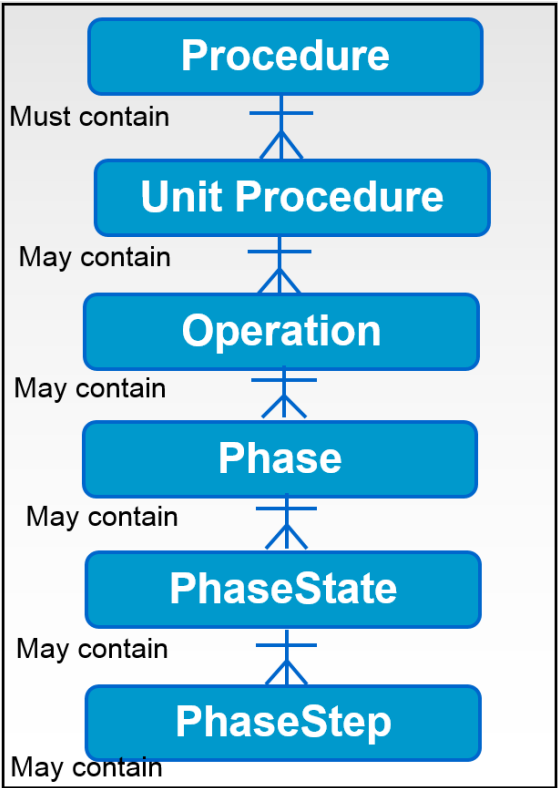 Procedure
Must contain
Unit Procedure
May contain
Operation
May contain
Phase
May contain
PhaseState
May contain
PhaseStep
May contain